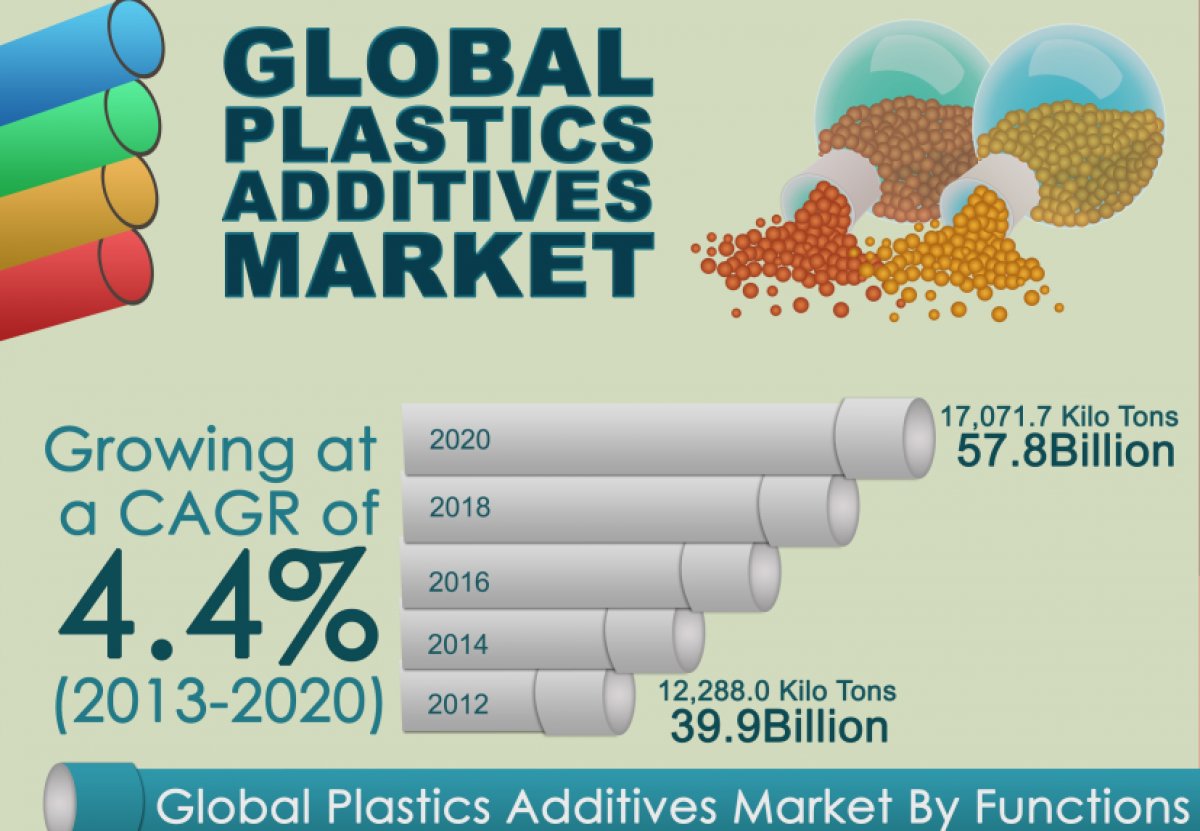 GLOBAL
PLASTICS
ADDITIVES
MARKET
Growing at
a CAGR of
4.4%
(2013-2020)
2020
17,071.7 Kilo Tons
57.8Billion
2018
2016
2014
2012
12,288.0 Kilo Tons
39.9Billion
Global Plastics Additives Market By Functions